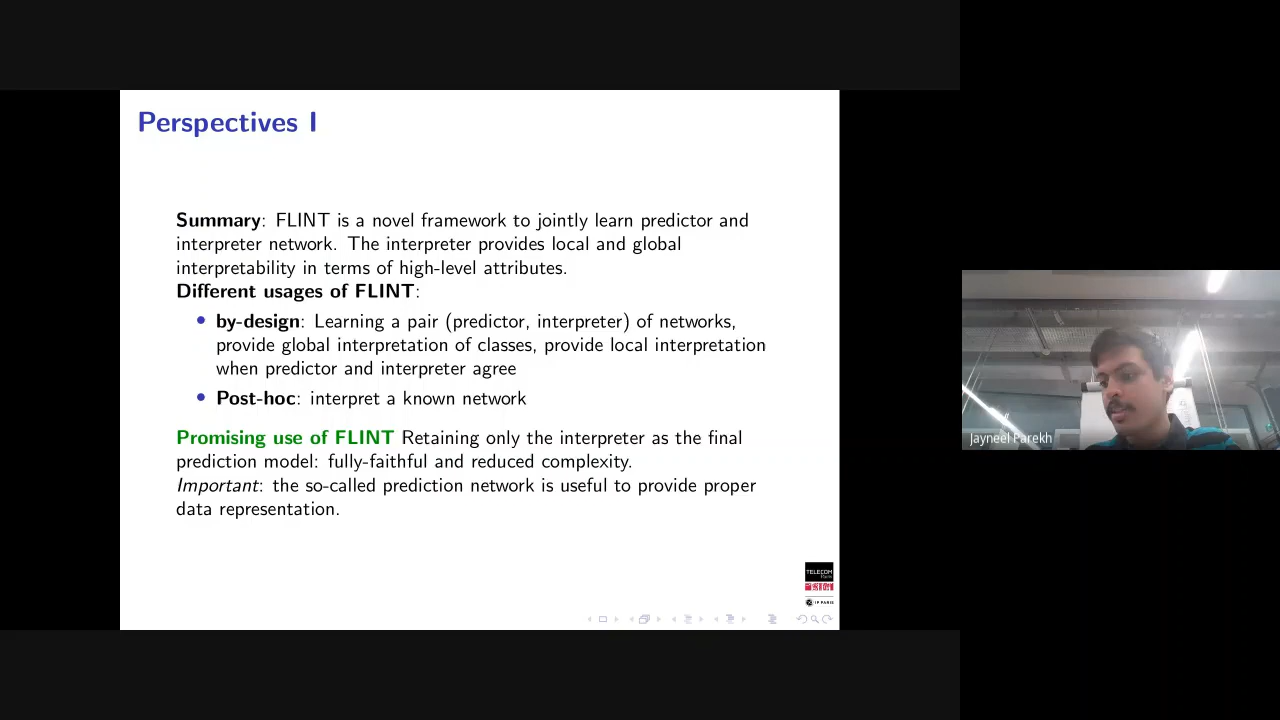 Perspectives I
Summary: FLINT is a novel framework to jointly learn predictor and
interpreter network. The interpreter provides local and global
interpretability in terms of high-level attributes.
Different usages of FLINT:
by-design: Learning a pair (predictor, interpreter) of networks,
provide global interpretation of classes, provide local interpretation
when predictor and interpreter agree
Post-hoc: interpret a known network
Promising use of FLINT Retaining only the interpreter as the final
prediction model: fully-faithful and reduced complexity.
Important: the so-called prediction network is useful to provide proper
data representation.
TELECOM
Paris
IP PARIS
Jayneel Parekh